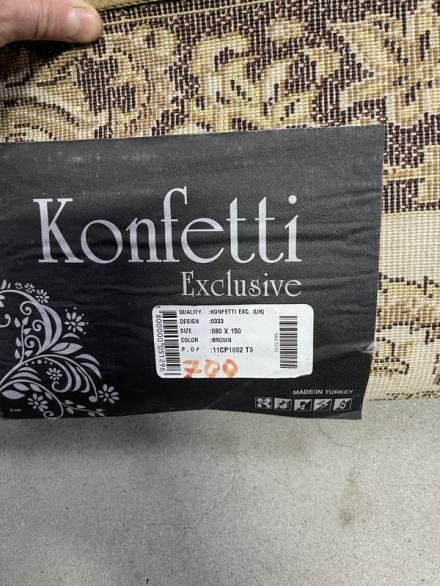 Konfetti
Exclusive
QUALITY :KONFETTI EXC. (UK)
DESIGN :0333
SIZE :080 X 150
COLOR :BROWN
P.O# :11CP1002 T3
700
MADE IN TURKEY